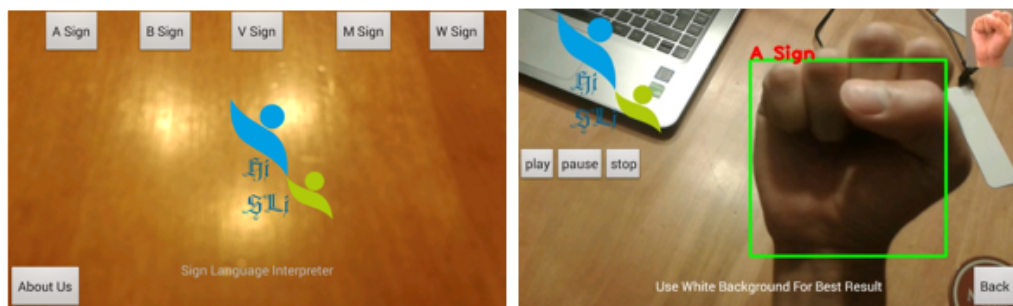 A Sign
B Sign
V Sign
M Sign
W Sign
Hi
SLi
Sign Language Interpreter
About Us
A Sign
Hi
SLi
play
pause
stop
Use White Background For Best Result
Back